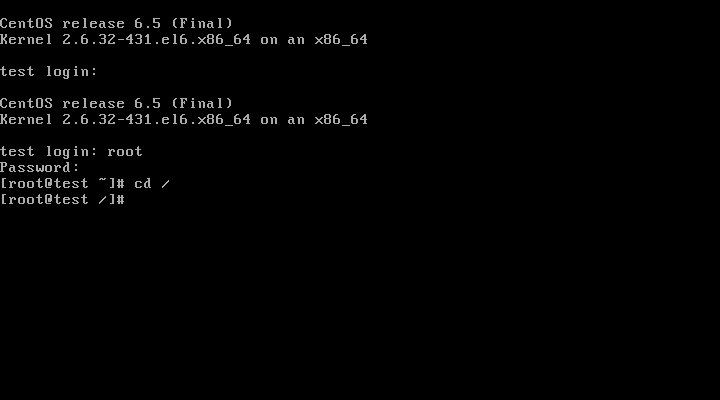 CentOS release 6.5 (Final)
Kernel 2.6.32-431.el6.x86_64 on an x86_64
test login:
CentOS release 6.5 (Final)
Kernel 2.6.32-431.el6.x86_64 on an x86_64
test login: root
Password:
[root@test ~]# cd /
[root@test /]#